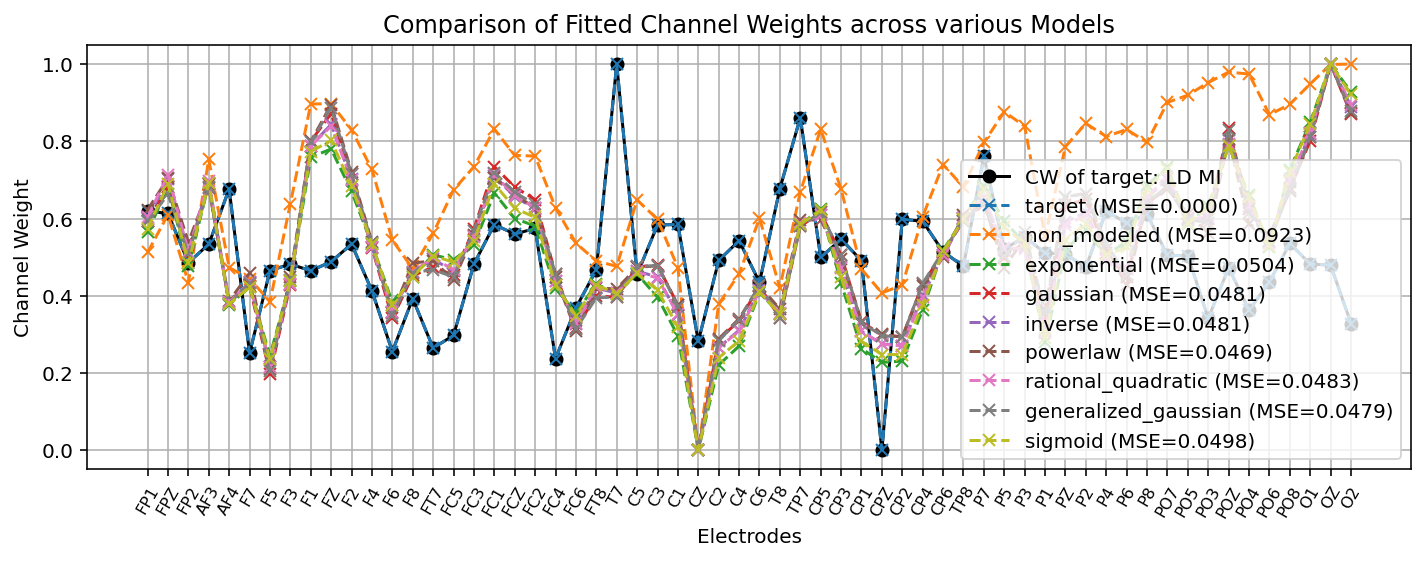 Comparison of Fitted Channel Weights across various Models
Channel Weight
1.0
0.8
0.6
0.4
0.2
0.0
CW of target: LD MI
target (MSE=0.0000)
non_modeled (MSE=0.0923)
exponential (MSE=0.0504)
gaussian (MSE=0.0481)
inverse (MSE=0.0481)
powerlaw (MSE=0.0469)
rational_quadratic (MSE=0.0483)
generalized_gaussian (MSE=0.0479)
sigmoid (MSE=0.0498)
FP1 FPZ FP2 AF3 AF4 F7 F5 F3 F1 FZ F2 F4 F6 F8 FT7 FC5 FC3 FC1 FCZ FC2 FC4 FC6 FT8 T7 C5 C3 C1 CZ C2 C4 C6 T8 TP7 CP5 CP3 CP1 CPZ CP2 CP4 CP6 TP8 P7 P5 P3 P1 PZ P2 P4 P6 P8 PO7 PO5 PO3 POZ PO4 PO6 PO8 O1 OZ O2
Electrodes